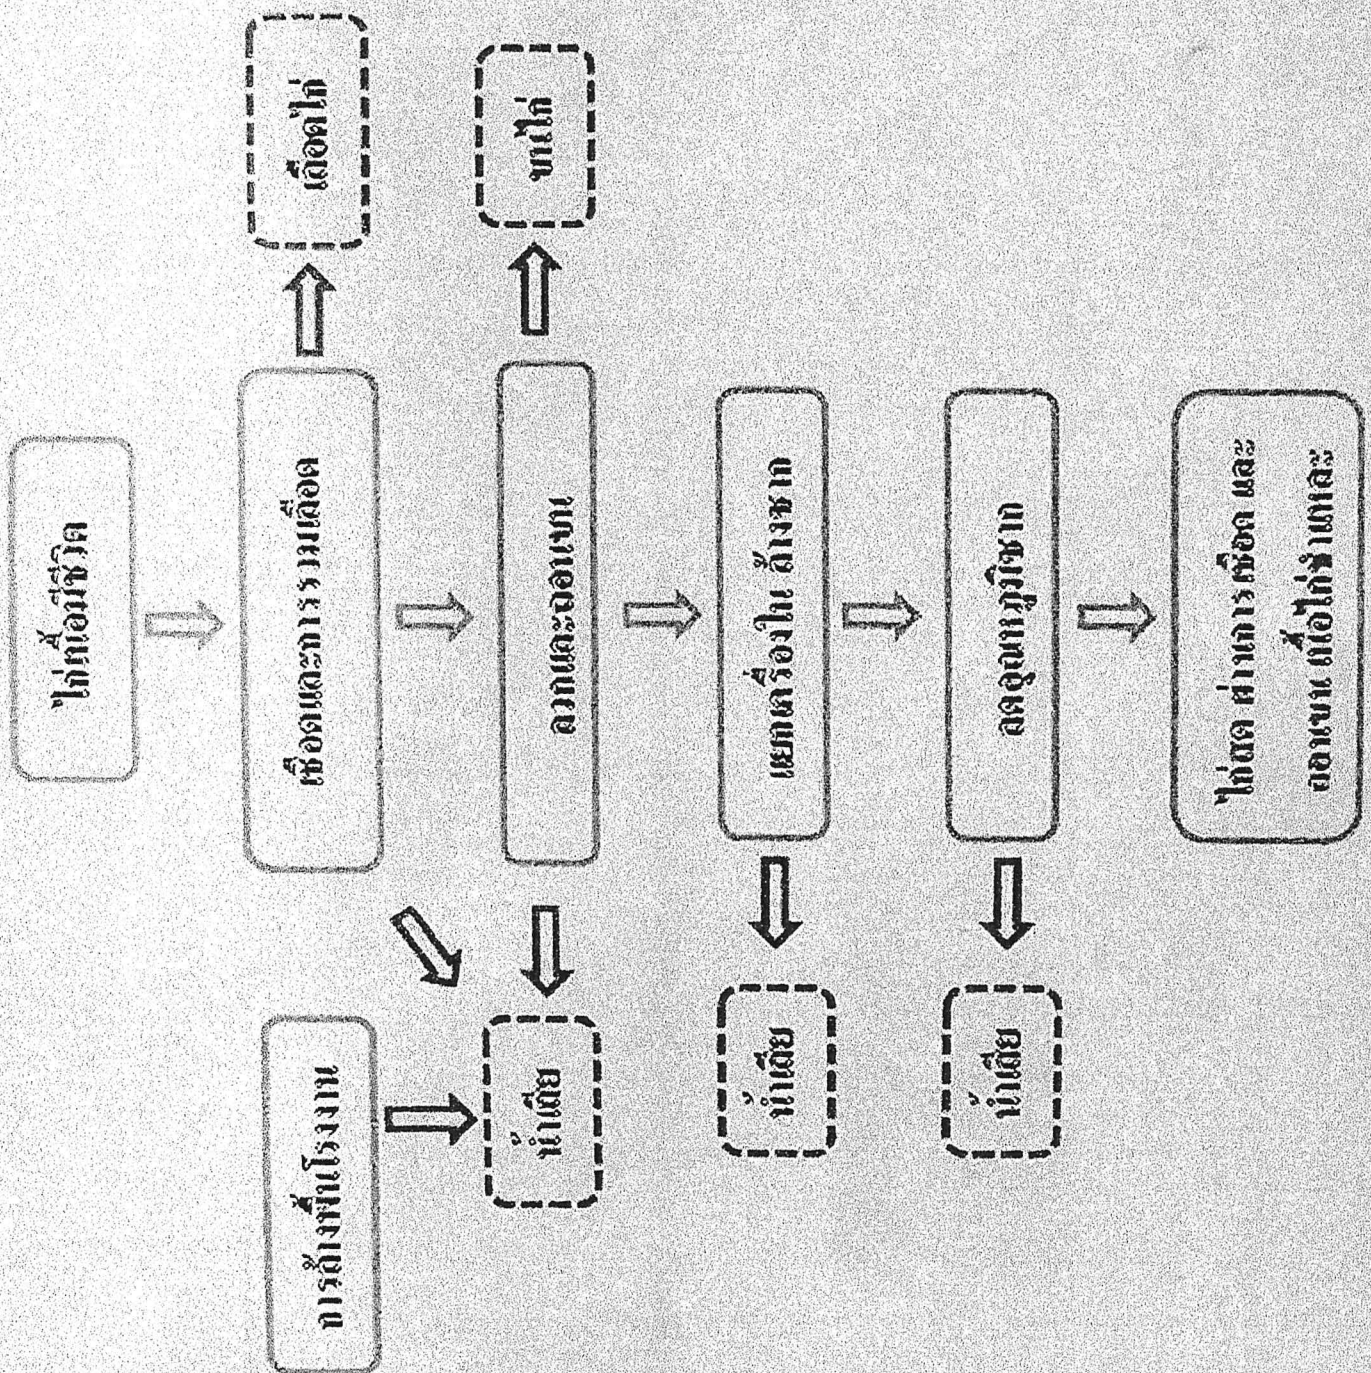 ไก่เนื้อมีชีวิต
เชือดและการรวมเลือด
เลือดไก่
ลวกและถอนขน
ขนไก่
การล้างพื้นโรงงาน
น้ำเสีย
แยกเครื่องใน ล้างซาก
น้ำเสีย
ลดอุณหภูมิซาก
น้ำเสีย
ไก่สด ผ่านการเชือด และ
ถอนขน เนื้อไก่ชำแหละ